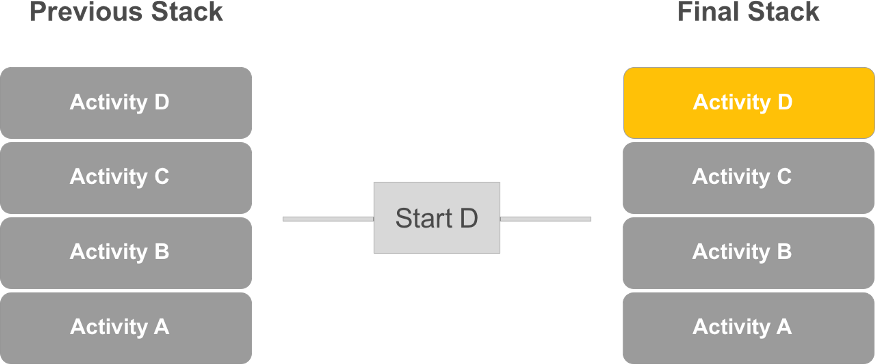 Previous Stack
Final Stack
Activity D
Activity C
Activity B
Activity A
Start D
Activity D
Activity C
Activity B
Activity A